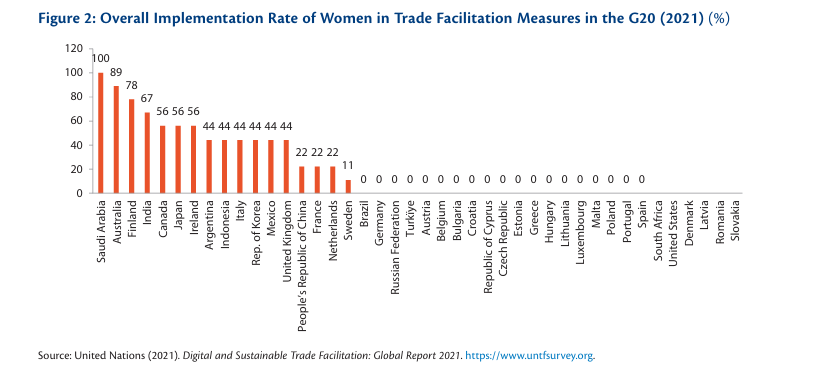 Figure 2: Overall Implementation Rate of Women in Trade Facilitation Measures in the G20 (2021) (%)
120
100
80
60
40
20
0
100
89
78
67
56 56 56
44 44 44 44 44 44
22 22 22
11
0 0 0 0 0 0 0 0 0 0 0 0 0 0 0 0 0 0 0
Saudi Arabia
Australia
Finland
India
Canada
Japan
Ireland
Argentina
Indonesia
Italy
Rep. of Korea
Mexico
United Kingdom
People's Republic of China
France
Netherlands
Sweden
Brazil
Germany
Russian Federation
Turkiye
Austria
Belgium
Bulgaria
Croatia
Republic of Cyprus
Czech Republic
Estonia
Greece
Hungary
Lithuania
Luxembourg
Malta
Poland
Portugal
Spain
South Africa
United States
Denmark
Latvia
Romania
Slovakia
Source: United Nations (2021). Digital and Sustainable Trade Facilitation: Global Report 2021. https://www.untfsurvey.org.